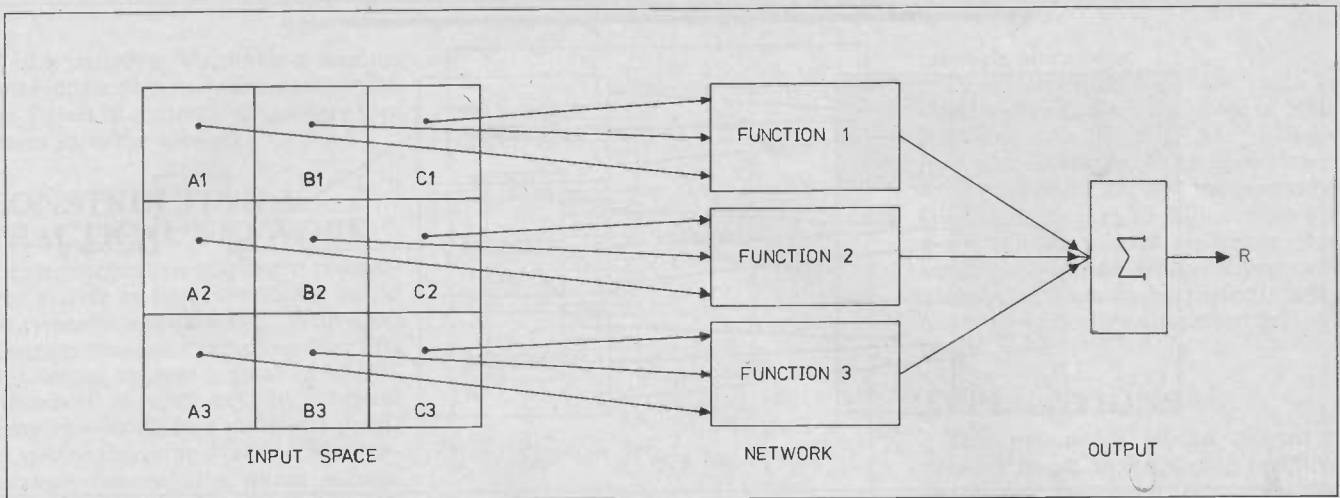 A1 B1 C1
A2 B2 C2
A3 B3 C3
INPUT SPACE
FUNCTION 1
FUNCTION 2
FUNCTION 3
NETWORK
Σ
R
OUTPUT